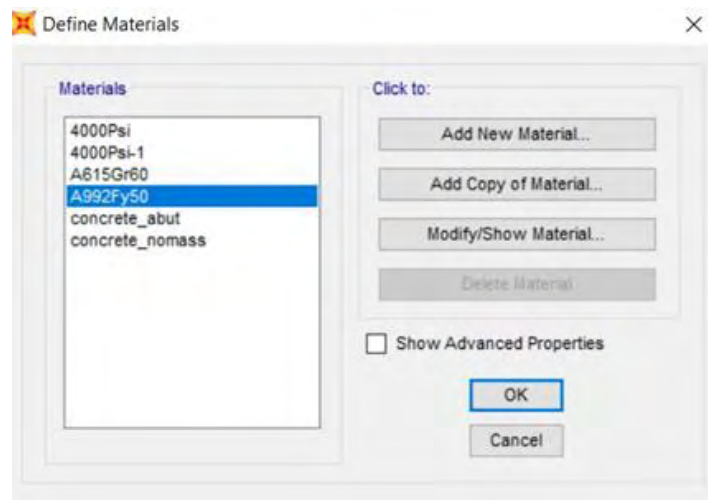 Define Materials
Materials
4000Psi
4000Psi-1
A615Gr60
A992Fy50
concrete_abut
concrete_nomass
Click to:
Add New Material...
Add Copy of Material...
Modify/Show Material...
Delete Material
Show Advanced Properties
OK
Cancel